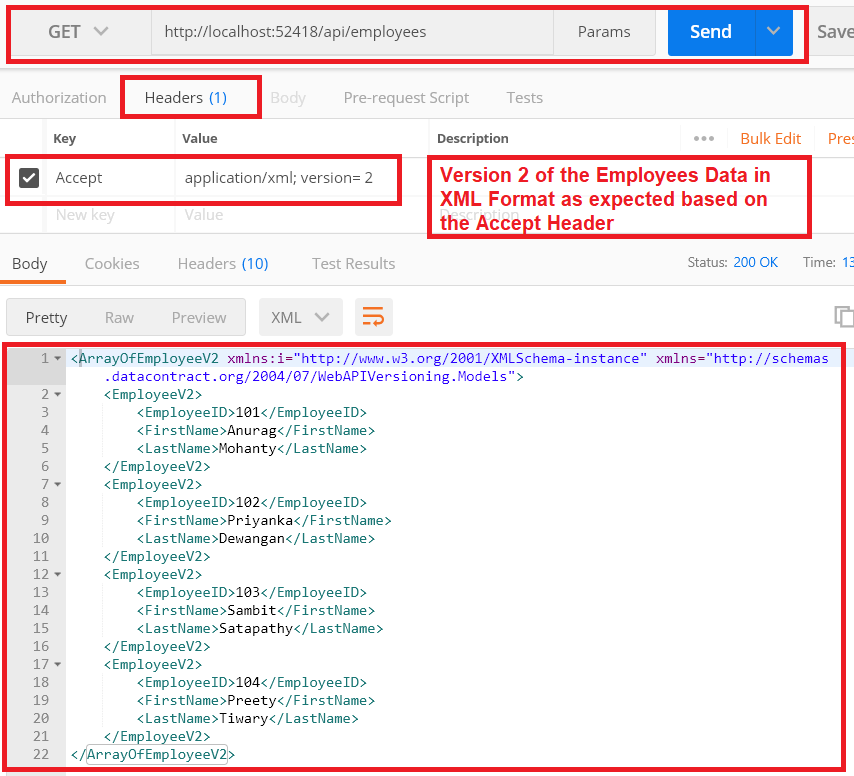 GET http://localhost:52418/api/employees Params Send Save
Authorization Headers (1) Body Pre-request Script Tests
Key Value Description ••• Bulk Edit Pres
Accept application/xml; version= 2
New key Value Description
Version 2 of the Employees Data in
XML Format as expected based on
the Accept Header
Body Cookies Headers (10) Test Results Status: 200 OK Time: 13
Pretty Raw Preview XML
1 <ArrayOfEmployeeV2 xmlns:i="http://www.w3.org/2001/XMLSchema-instance" xmlns="http://schemas
.datacontract.org/2004/07/WebAPIVersioning.Models">
2 <EmployeeV2>
3 <EmployeeID>101</EmployeeID>
4 <FirstName>Anurag</FirstName>
5 <LastName>Mohanty</LastName>
6 </EmployeeV2>
7 <EmployeeV2>
8 <EmployeeID>102</EmployeeID>
9 <FirstName>Priyanka</FirstName>
10 <LastName>Dewangan</LastName>
11 </EmployeeV2>
12 <EmployeeV2>
13 <EmployeeID>103</EmployeeID>
14 <FirstName>Sambit</FirstName>
15 <LastName>Satapathy</LastName>
16 </EmployeeV2>
17 <EmployeeV2>
18 <EmployeeID>104</EmployeeID>
19 <FirstName>Preety</FirstName>
20 <LastName>Tiwary</LastName>
21 </EmployeeV2>
22 </ArrayOfEmployeeV2>